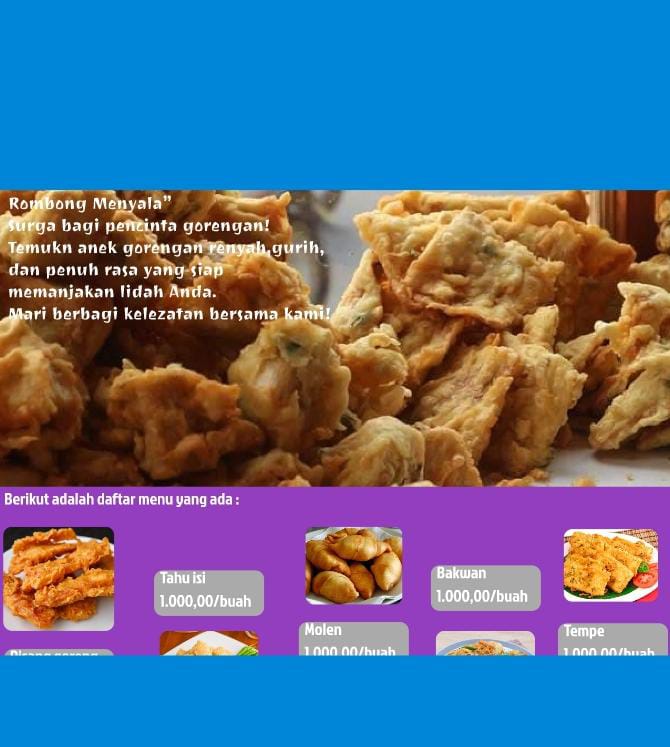 Rombong Menyala”
Surga bagi pencinta gorengan!
Temukn anek gorengan renyah,gurih,
dan penuh rasa yang siap
memanjakan lidah Anda.
Mari berbagi kelezatan bersama kami!
Berikut adalah daftar menu yang ada :
Tahu isi
1.000,00/buah
Bakwan
1.000,00/buah
Molen
1.000,00/buah
Tempe
1.000,00/buah
Pisang goreng